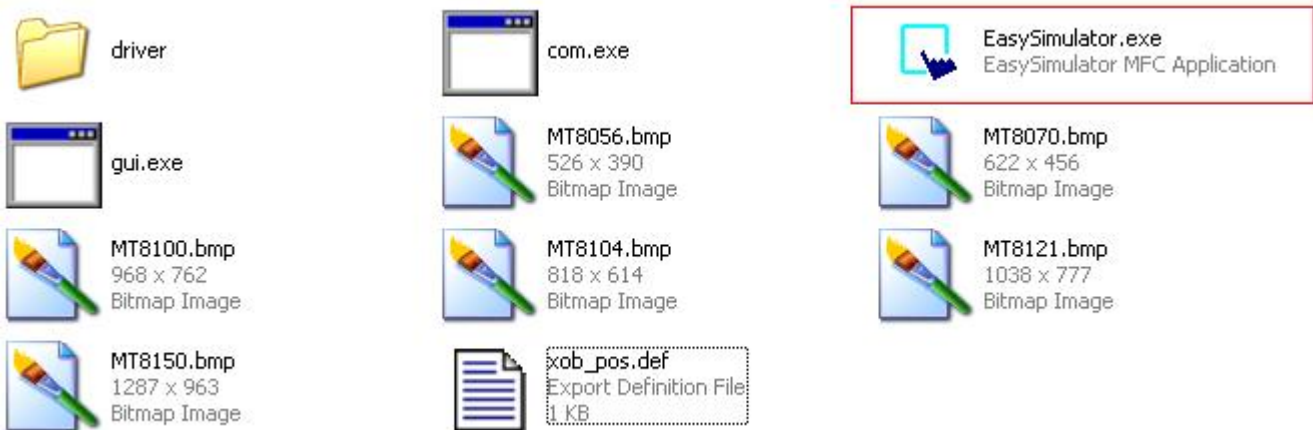 driver
com.exe
EasySimulator.exe
EasySimulator MFC Application
gui.exe
MT8056.bmp
526 x 390
Bitmap Image
MT8070.bmp
622 x 456
Bitmap Image
MT8100.bmp
968 x 762
Bitmap Image
MT8104.bmp
818 x 614
Bitmap Image
MT8121.bmp
1038 x 777
Bitmap Image
MT8150.bmp
1287 x 963
Bitmap Image
xob_pos.def
Export Definition File
1 KB